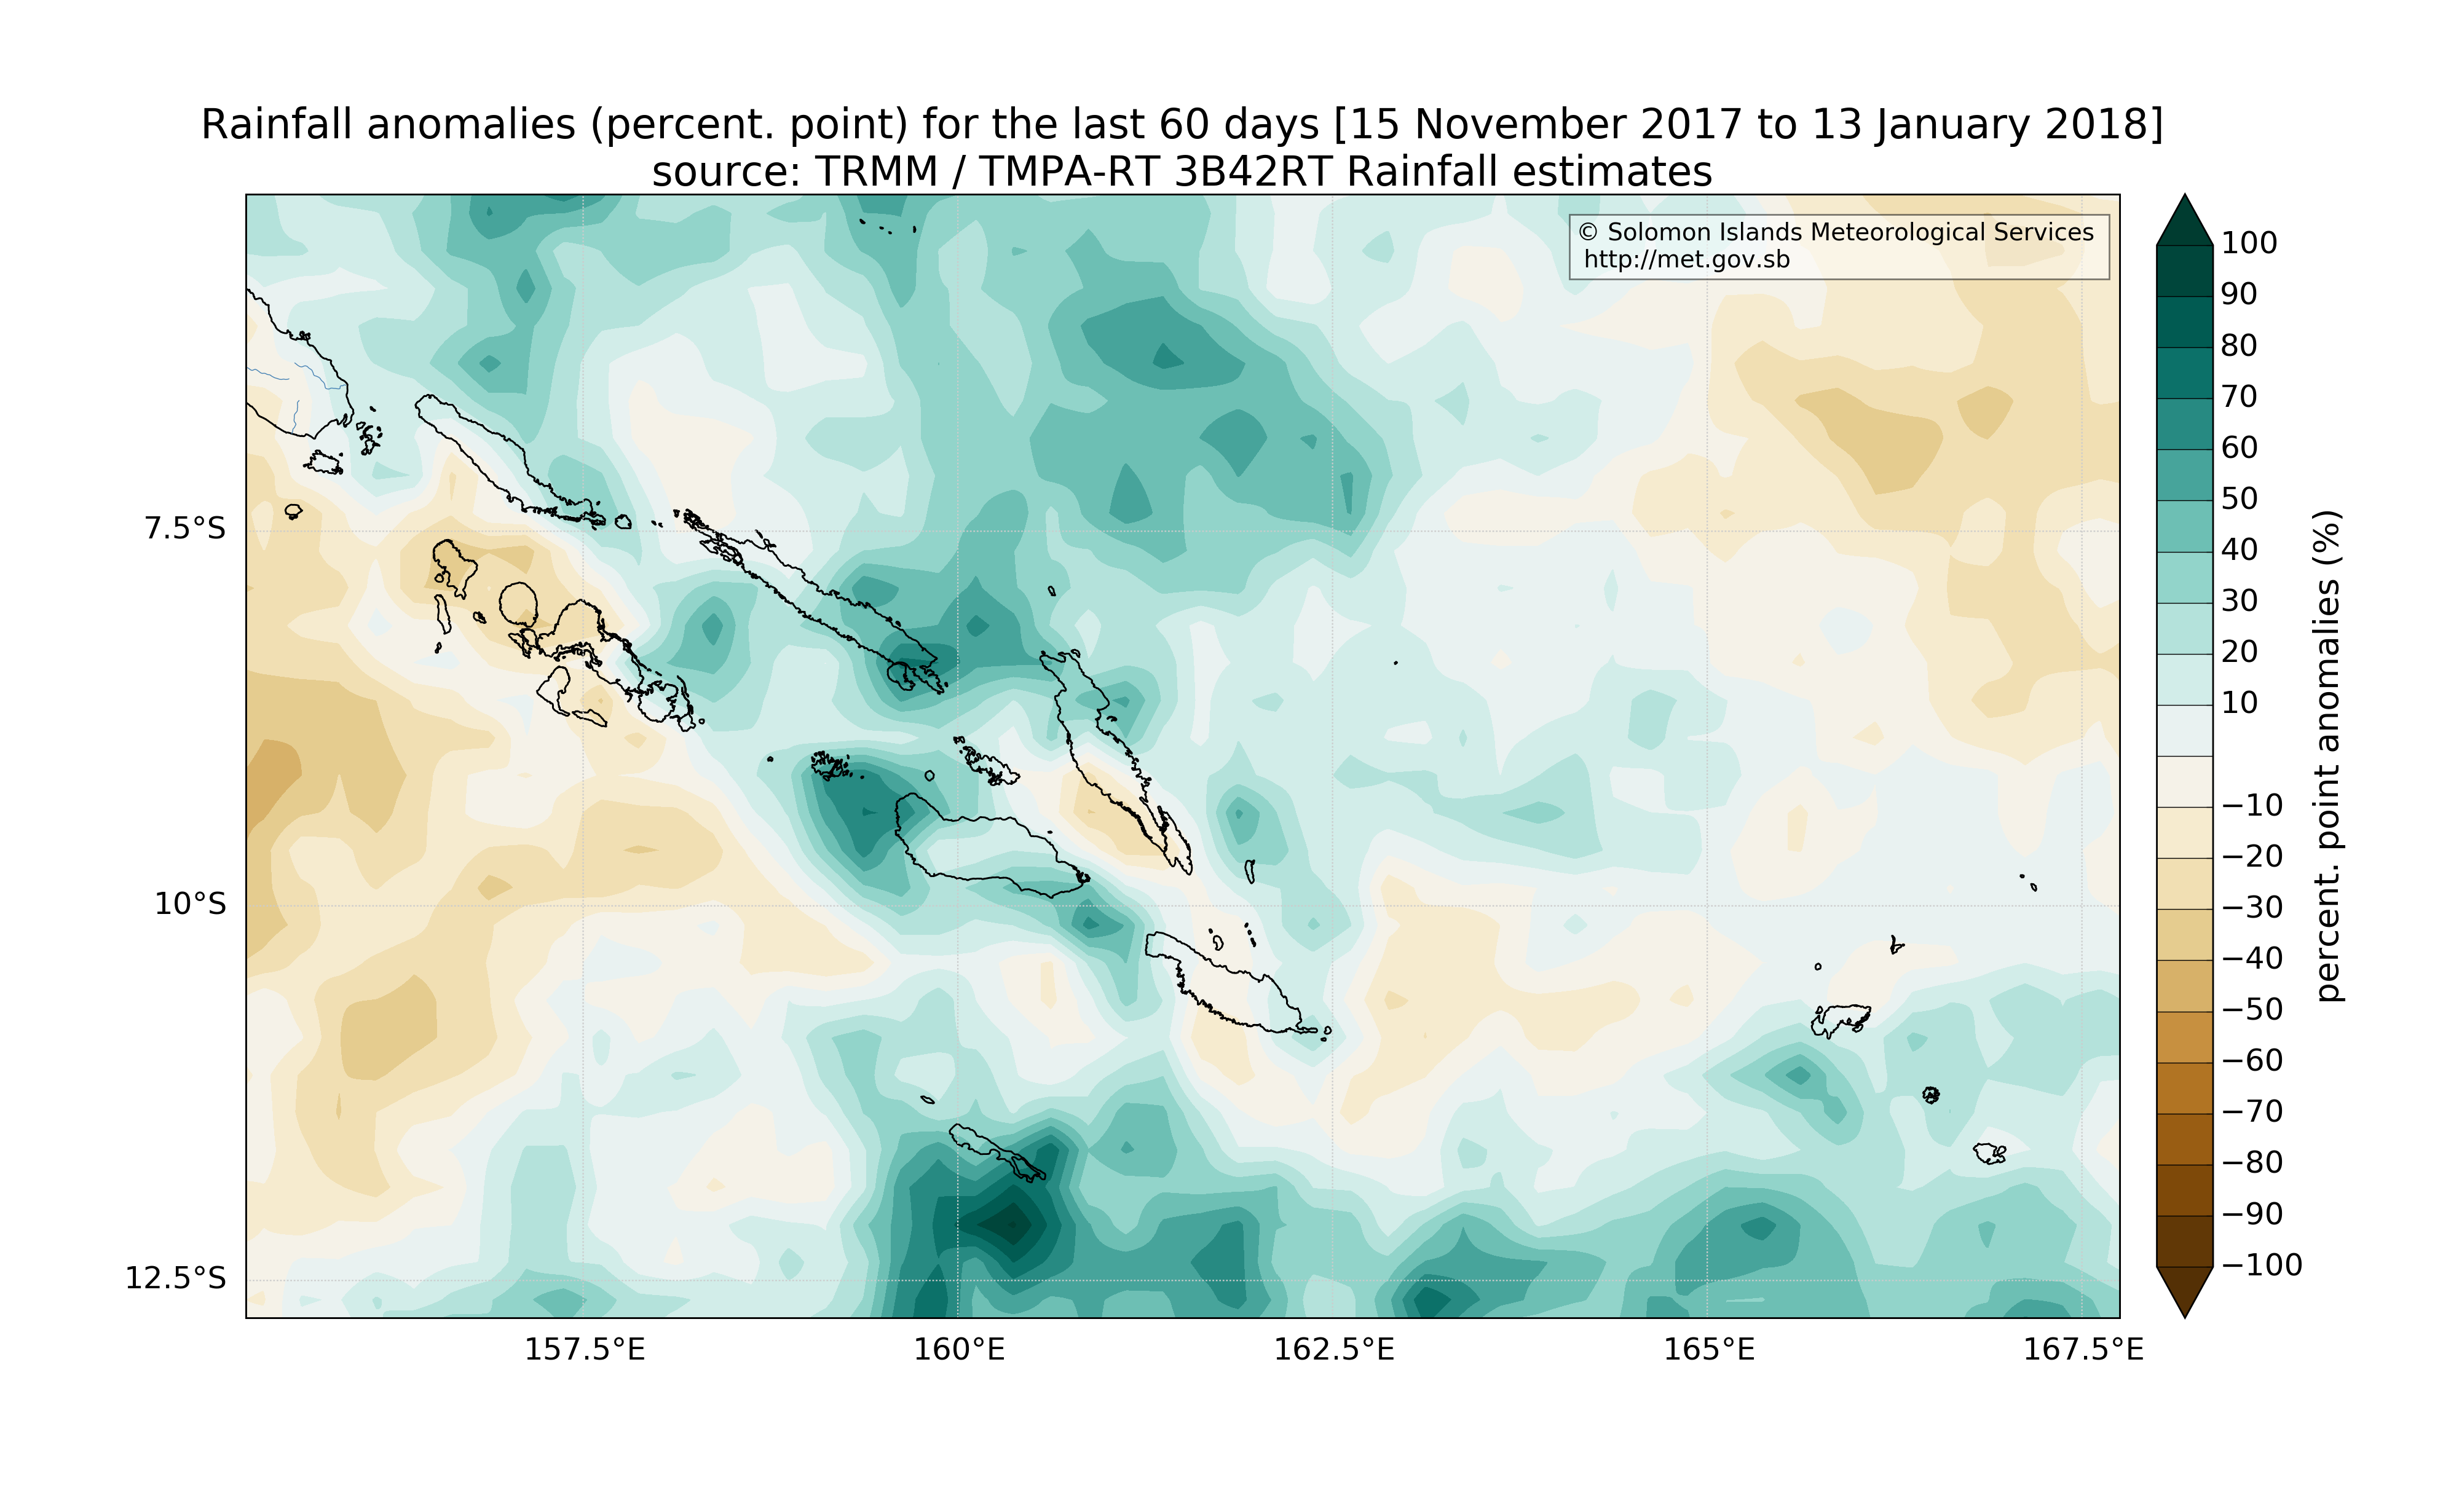 Rainfall anomalies (percent. point) for the last 60 days [15 November 2017 to 13 January 2018]
source: TRMM / TMPA-RT 3B42RT Rainfall estimates
© Solomon Islands Meteorological Services
http://met.gov.sb
7.5°S
10°S
12.5°S
157.5°E
160°E
162.5°E
165°E
167.5°E
100
90
80
70
60
50
40
30
20
10
−10
−20
−30
−40
−50
−60
−70
−80
−90
−100
percent. point anomalies (%)